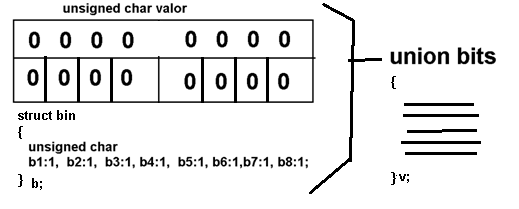 unsigned char valor
0 0 0 0 0 0 0 0
0 0 0 0 0 0 0 0
struct bin
{
unsigned char
b1:1, b2:1, b3:1, b4:1, b5:1, b6:1,b7:1, b8:1;
} b;
union bits
{
} v;